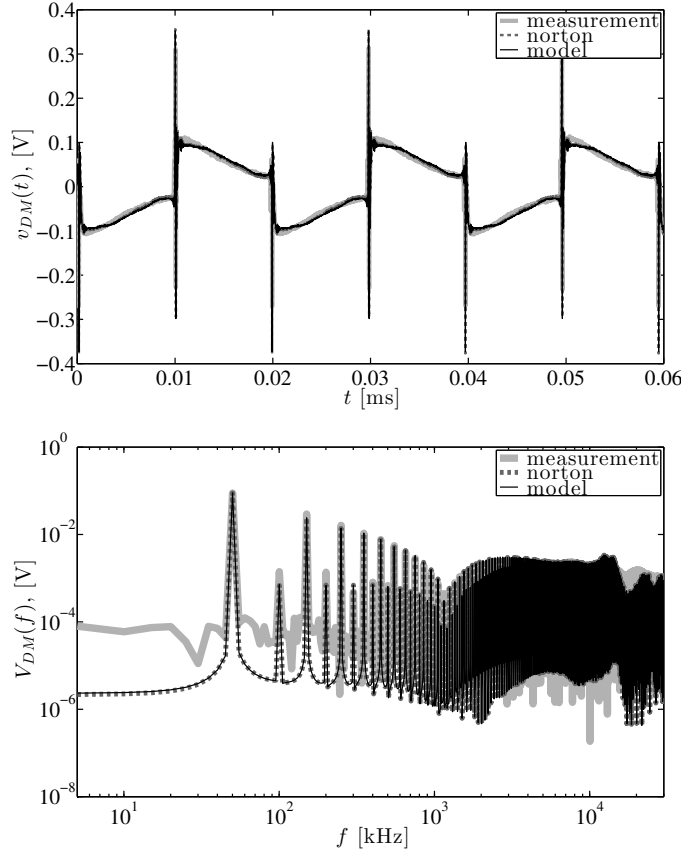 0.4
0.3
0.2
0.1
0
−0.1
−0.2
−0.3
−0.4
v_DM(t), [V]
measurement
norton
model
0 0.01 0.02 0.03 0.04 0.05 0.06
t [ms]
10^0
10^−2
10^−4
10^−6
10^−8
V_DM(f), [V]
measurement
norton
model
10^1 10^2 10^3 10^4
f [kHz]